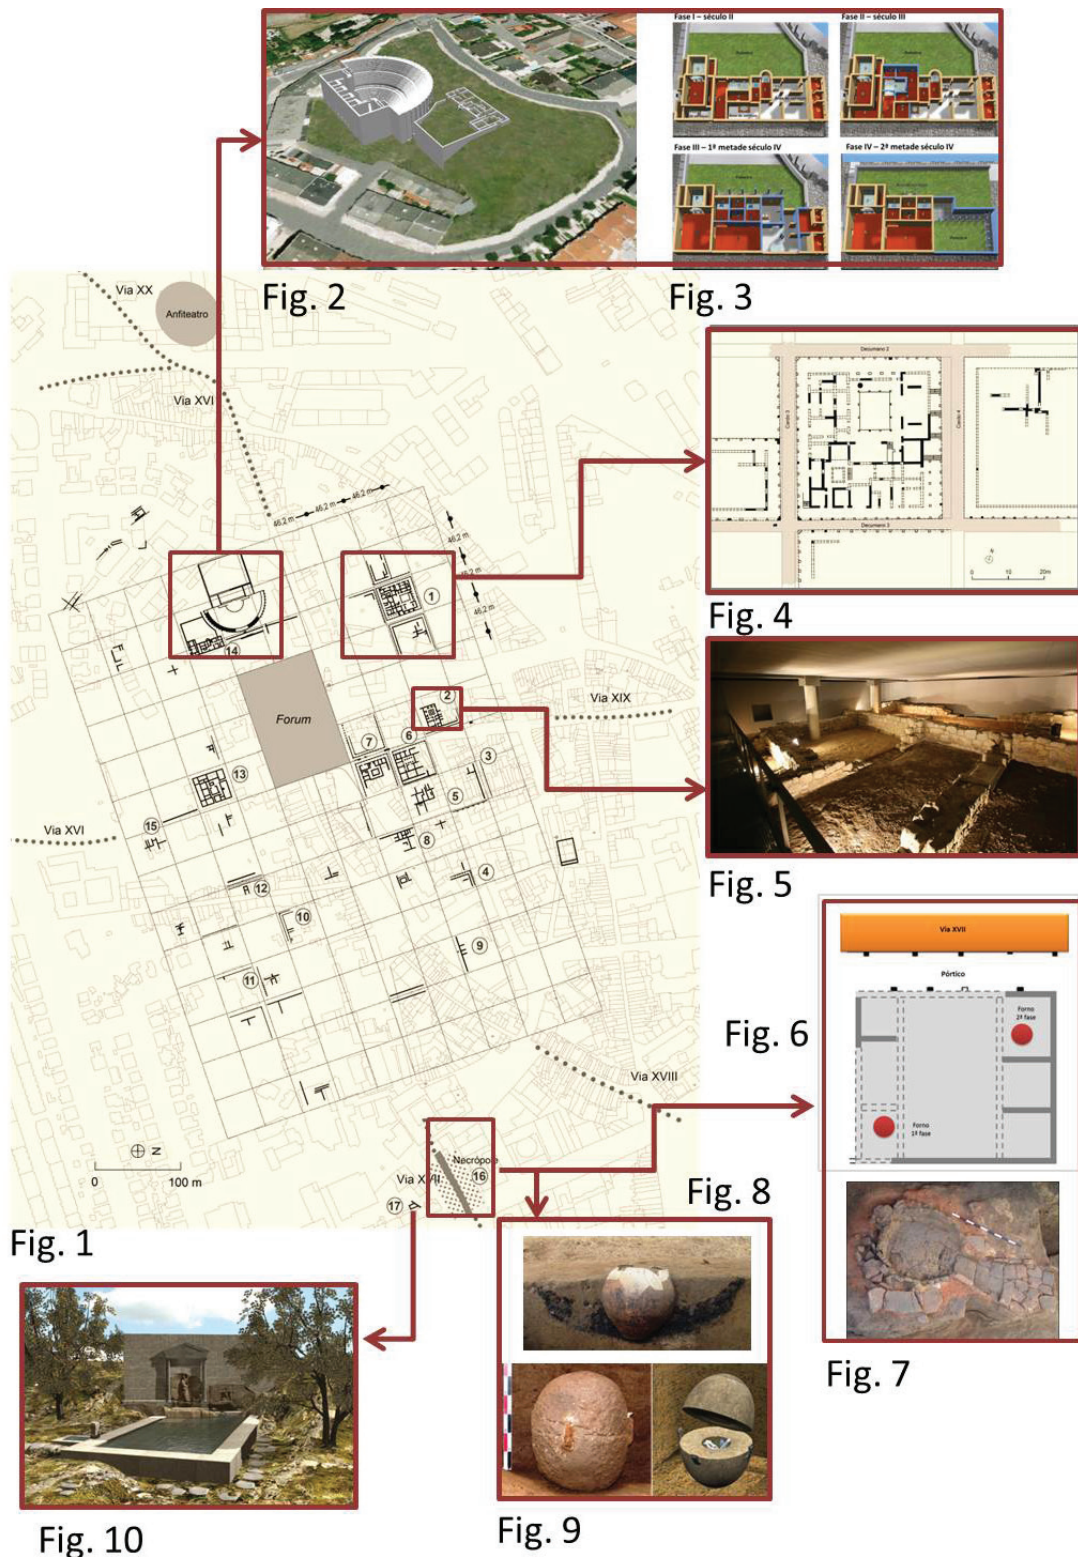 Fase I – século II
Fase II – século III
Fase III – 1ª metade século IV
Fase IV – 2ª metade século IV
Fig. 2
Fig. 3
Via XX
Anfiteatro
Via XVI
46,2 m
46,2 m
46,2 m
46,2 m
46,2 m
1
14
Forum
2
Via XIX
7
6
3
13
5
15
Via XVI
8
12
4
10
9
11
Via XVIII
N
0
100 m
Necrópole
Via XVII
16
17
Fig. 1
Decumano 2
Cardo 3
Cardo 4
Decumano 3
N
0
10
20m
Fig. 4
Fig. 5
Via XVII
Pórtico
Forno
2ª fase
Forno
1ª fase
Fig. 6
Fig. 7
Fig. 8
Fig. 9
Fig. 10